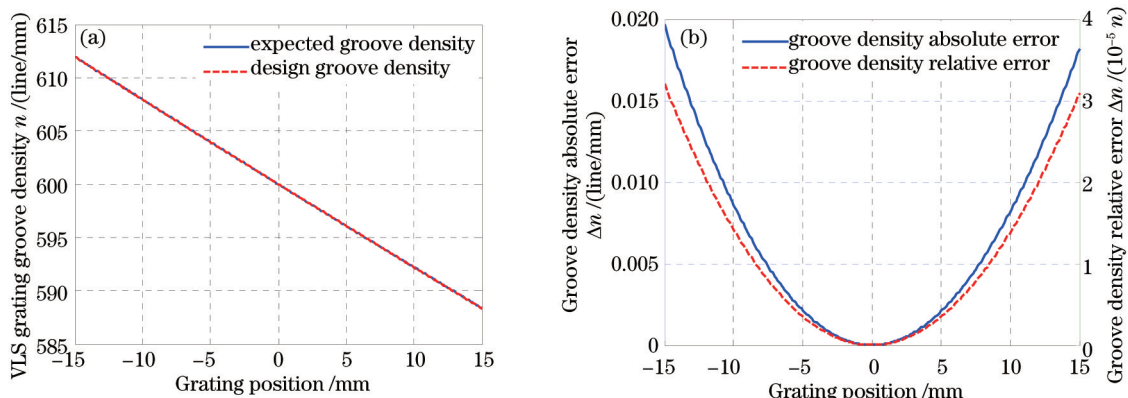 (a)
expected groove density
design groove density
VLS grating groove density n /(line/mm)
615
610
605
600
595
590
585
-15
-10
-5
0
5
10
15
Grating position /mm
(b)
groove density absolute error
groove density relative error
Groove density absolute error
Δn /(line/mm)
0.020
0.015
0.010
0.005
0
Groove density relative error Δn /(10⁻⁵ n)
4
3
2
1
0
-15
-10
-5
0
5
10
15
Grating position /mm